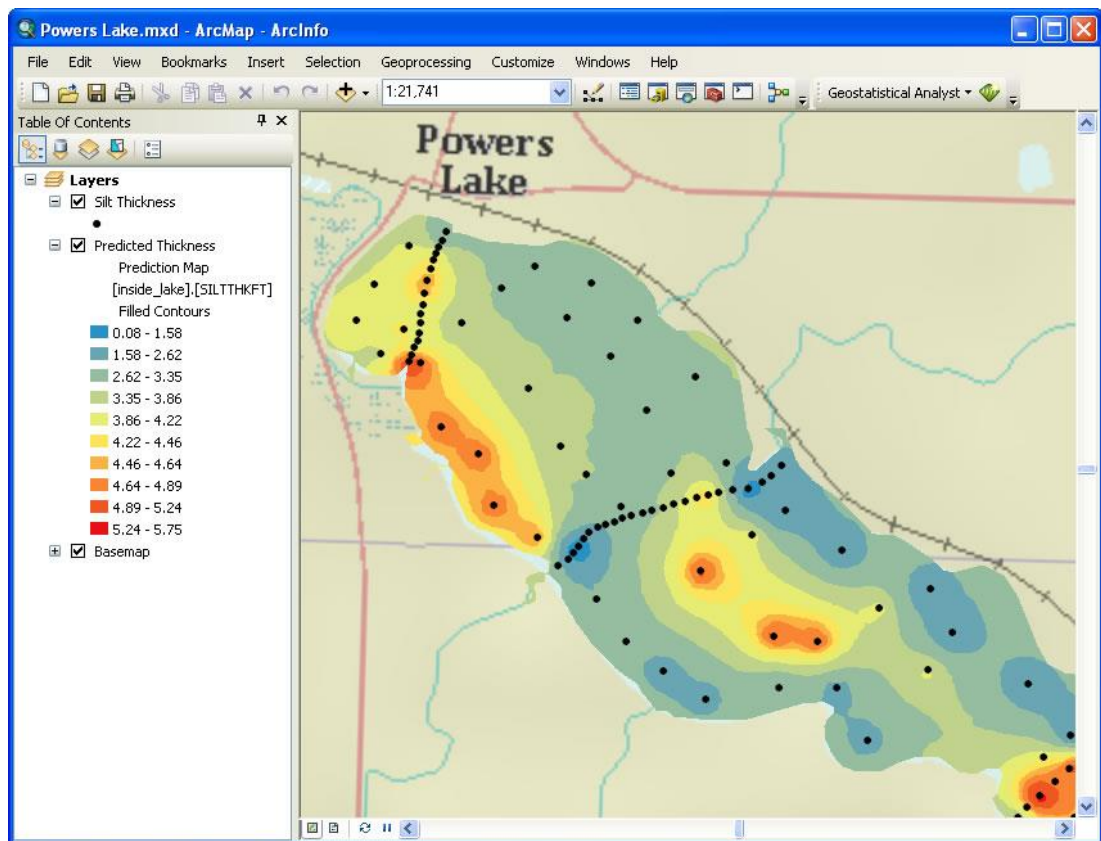 Powers Lake.mxd - ArcMap - ArcInfo
File Edit View Bookmarks Insert Selection Geoprocessing Customize Windows Help
1:21,741
Geostatistical Analyst
Table Of Contents
Layers
Silt Thickness
Predicted Thickness
Prediction Map
[inside_lake].[SILTTHKFT]
Filled Contours
0.08 - 1.58
1.58 - 2.62
2.62 - 3.35
3.35 - 3.86
3.86 - 4.22
4.22 - 4.46
4.46 - 4.64
4.64 - 4.89
4.89 - 5.24
5.24 - 5.75
Basemap
Powers
Lake